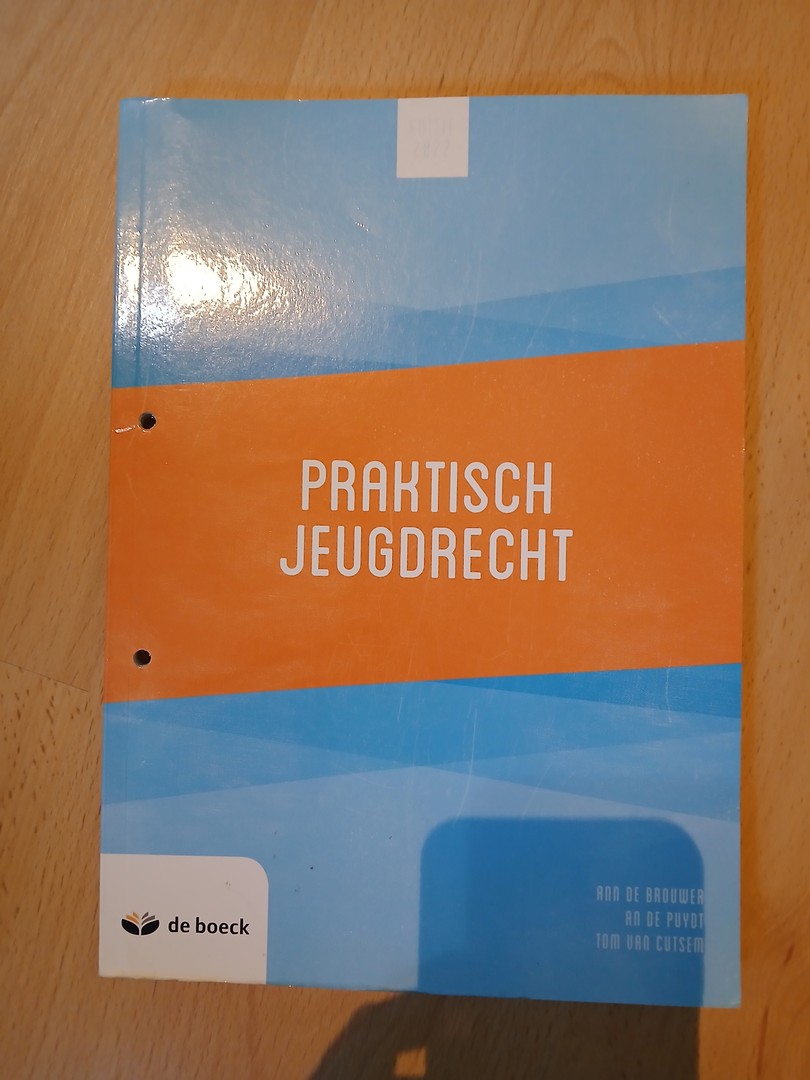 PRAKTISCH
JEUGDRECHT
ANN DE BROUWER
AN DE PUYDT
TOM VAN CUTSEM
de boeck